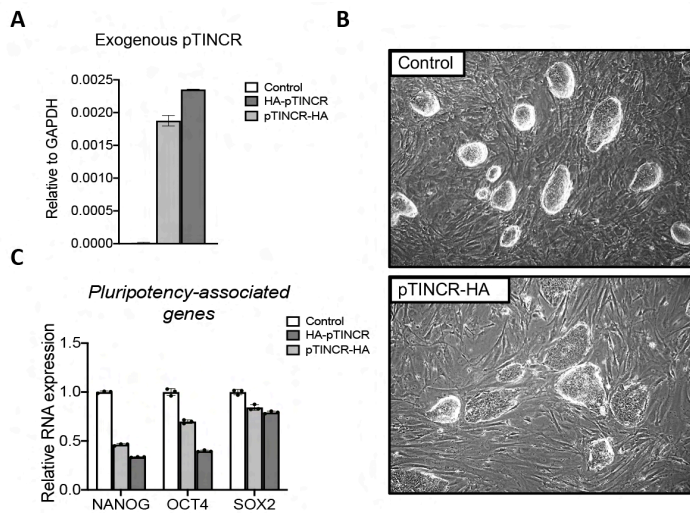 A
Exogenous pTINCR
Relative to GAPDH
0.0025
0.0020
0.0015
0.0010
0.0005
0.0000
Control
HA-pTINCR
pTINCR-HA
B
Control
pTINCR-HA
C
Pluripotency-associated
genes
Relative RNA expression
1.5
1.0
0.5
0.0
NANOG
OCT4
SOX2
Control
HA-pTINCR
pTINCR-HA